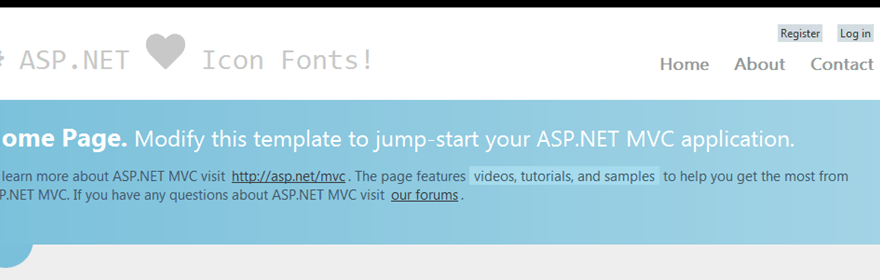 Register Log in
ASP.NET Icon Fonts!
Home About Contact
ome Page. Modify this template to jump-start your ASP.NET MVC application.
learn more about ASP.NET MVC visit http://asp.net/mvc. The page features videos, tutorials, and samples to help you get the most from
P.NET MVC. If you have any questions about ASP.NET MVC visit our forums.